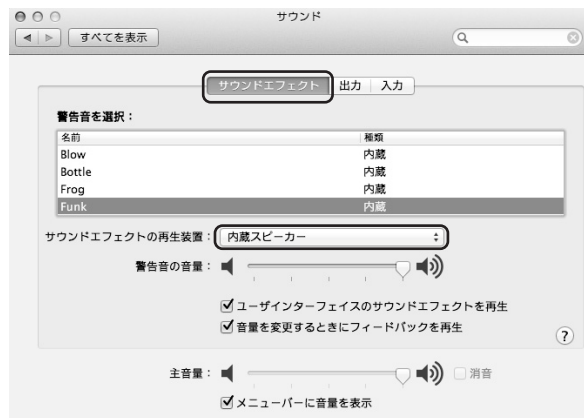 サウンド
すべてを表示
サウンドエフェクト 出力 入力
警告音を選択：
名前 種類
Blow 内蔵
Bottle 内蔵
Frog 内蔵
Funk 内蔵
サウンドエフェクトの再生装置： 内蔵スピーカー
警告音の音量：
ユーザインターフェイスのサウンドエフェクトを再生
音量を変更するときにフィードバックを再生
?
主音量： 消音
メニューバーに音量を表示